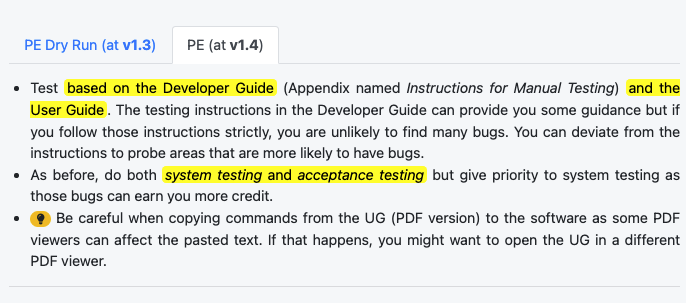 PE Dry Run (at v1.3)
PE (at v1.4)
Test based on the Developer Guide (Appendix named Instructions for Manual Testing) and the
User Guide. The testing instructions in the Developer Guide can provide you some guidance but if
you follow those instructions strictly, you are unlikely to find many bugs. You can deviate from the
instructions to probe areas that are more likely to have bugs.
As before, do both system testing and acceptance testing but give priority to system testing as
those bugs can earn you more credit.
Be careful when copying commands from the UG (PDF version) to the software as some PDF
viewers can affect the pasted text. If that happens, you might want to open the UG in a different
PDF viewer.